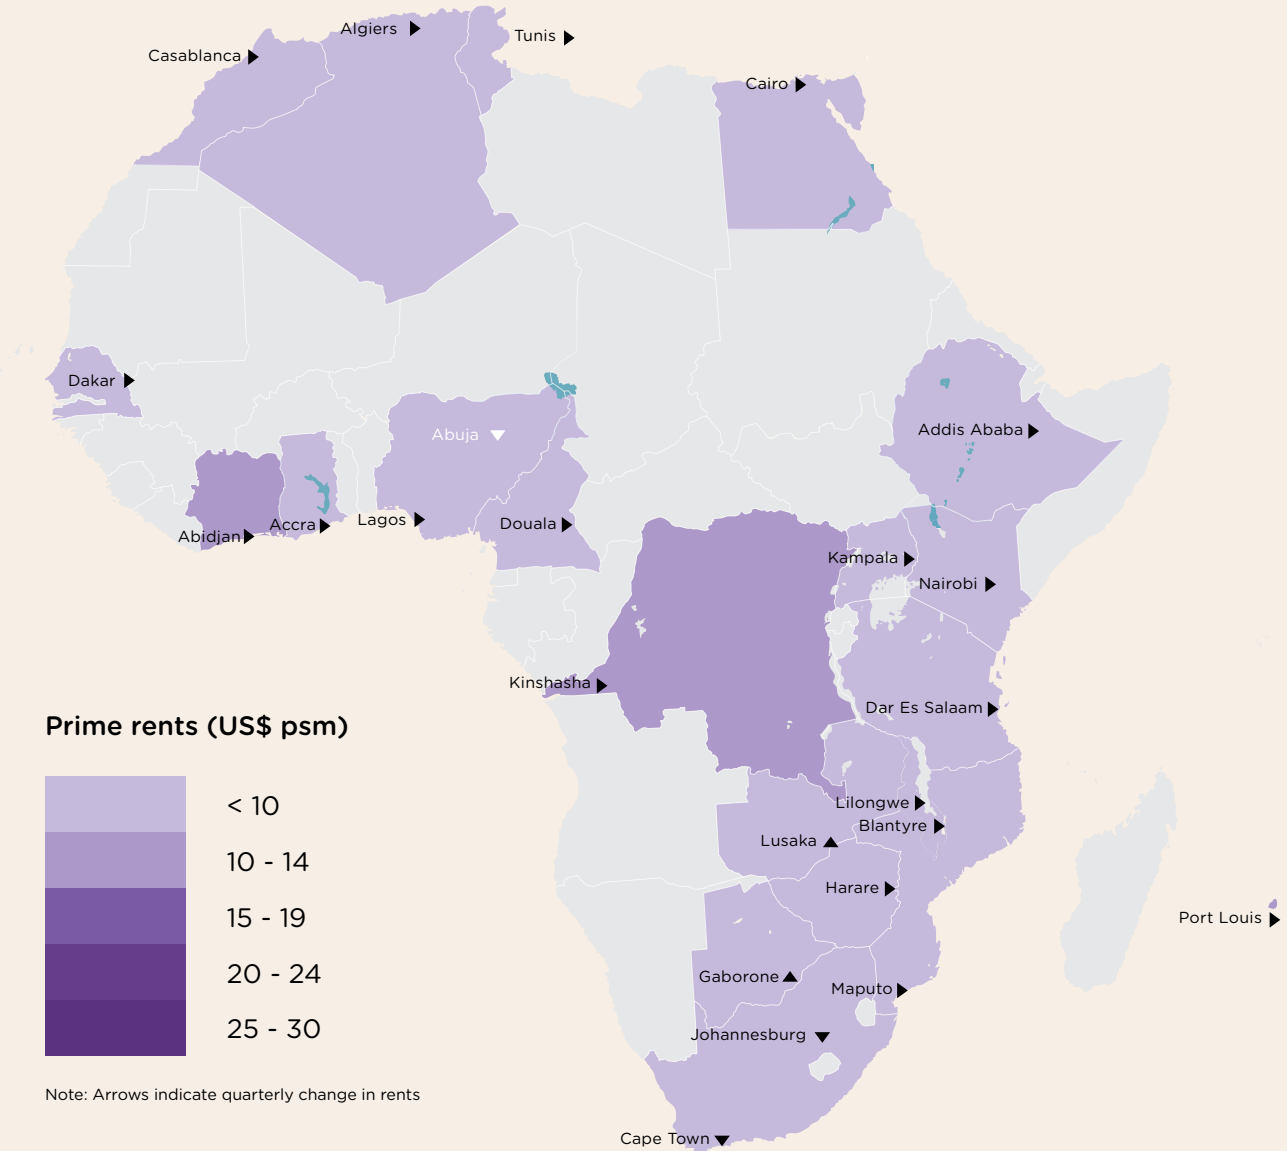 Algiers
Tunis
Casablanca
Cairo
Dakar
Abuja
Addis Ababa
Lagos
Accra
Douala
Abidjan
Kampala
Nairobi
Kinshasha
Dar Es Salaam
Prime rents (US$ psm)
< 10
10 - 14
15 - 19
20 - 24
25 - 30
Lilongwe
Blantyre
Lusaka
Harare
Port Louis
Gaborone
Maputo
Johannesburg
Note: Arrows indicate quarterly change in rents
Cape Town